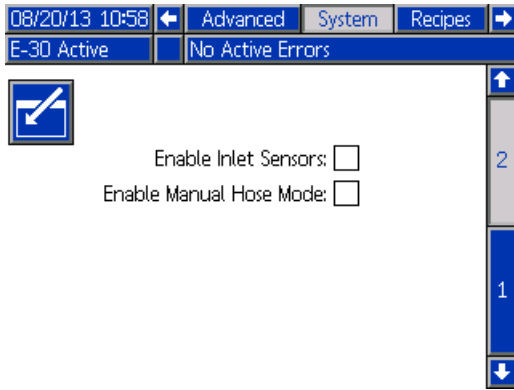 08/20/13 10:58 Advanced System Recipes
E-30 Active No Active Errors
Enable Inlet Sensors:
2
Enable Manual Hose Mode:
1